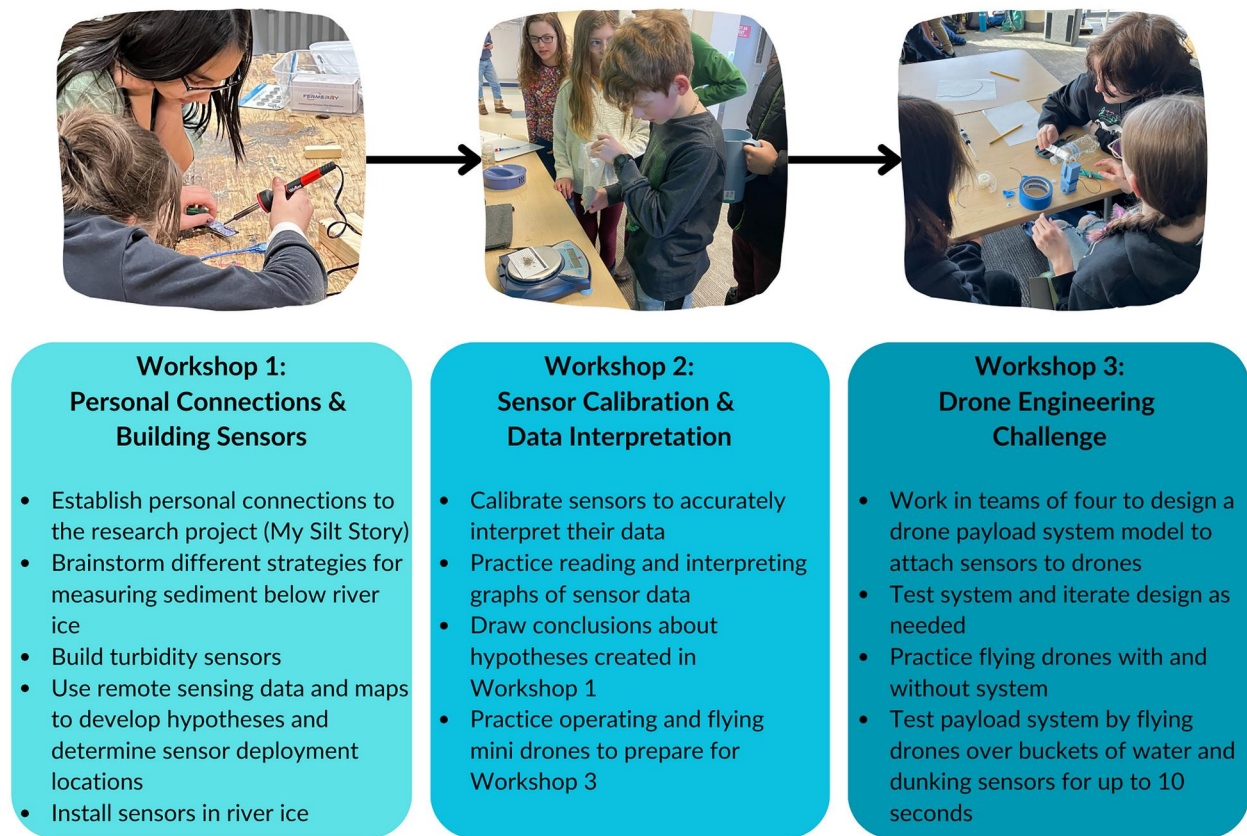 FERMERRY
Workshop 1:
Personal Connections &
Building Sensors
• Establish personal connections to
the research project (My Silt Story)
• Brainstorm different strategies for
measuring sediment below river
ice
• Build turbidity sensors
• Use remote sensing data and maps
to develop hypotheses and
determine sensor deployment
locations
• Install sensors in river ice
Workshop 2:
Sensor Calibration &
Data Interpretation
• Calibrate sensors to accurately
interpret their data
• Practice reading and interpreting
graphs of sensor data
• Draw conclusions about
hypotheses created in
Workshop 1
• Practice operating and flying
mini drones to prepare for
Workshop 3
Workshop 3:
Drone Engineering
Challenge
• Work in teams of four to design a
drone payload system model to
attach sensors to drones
• Test system and iterate design as
needed
• Practice flying drones with and
without system
• Test payload system by flying
drones over buckets of water and
dunking sensors for up to 10
seconds